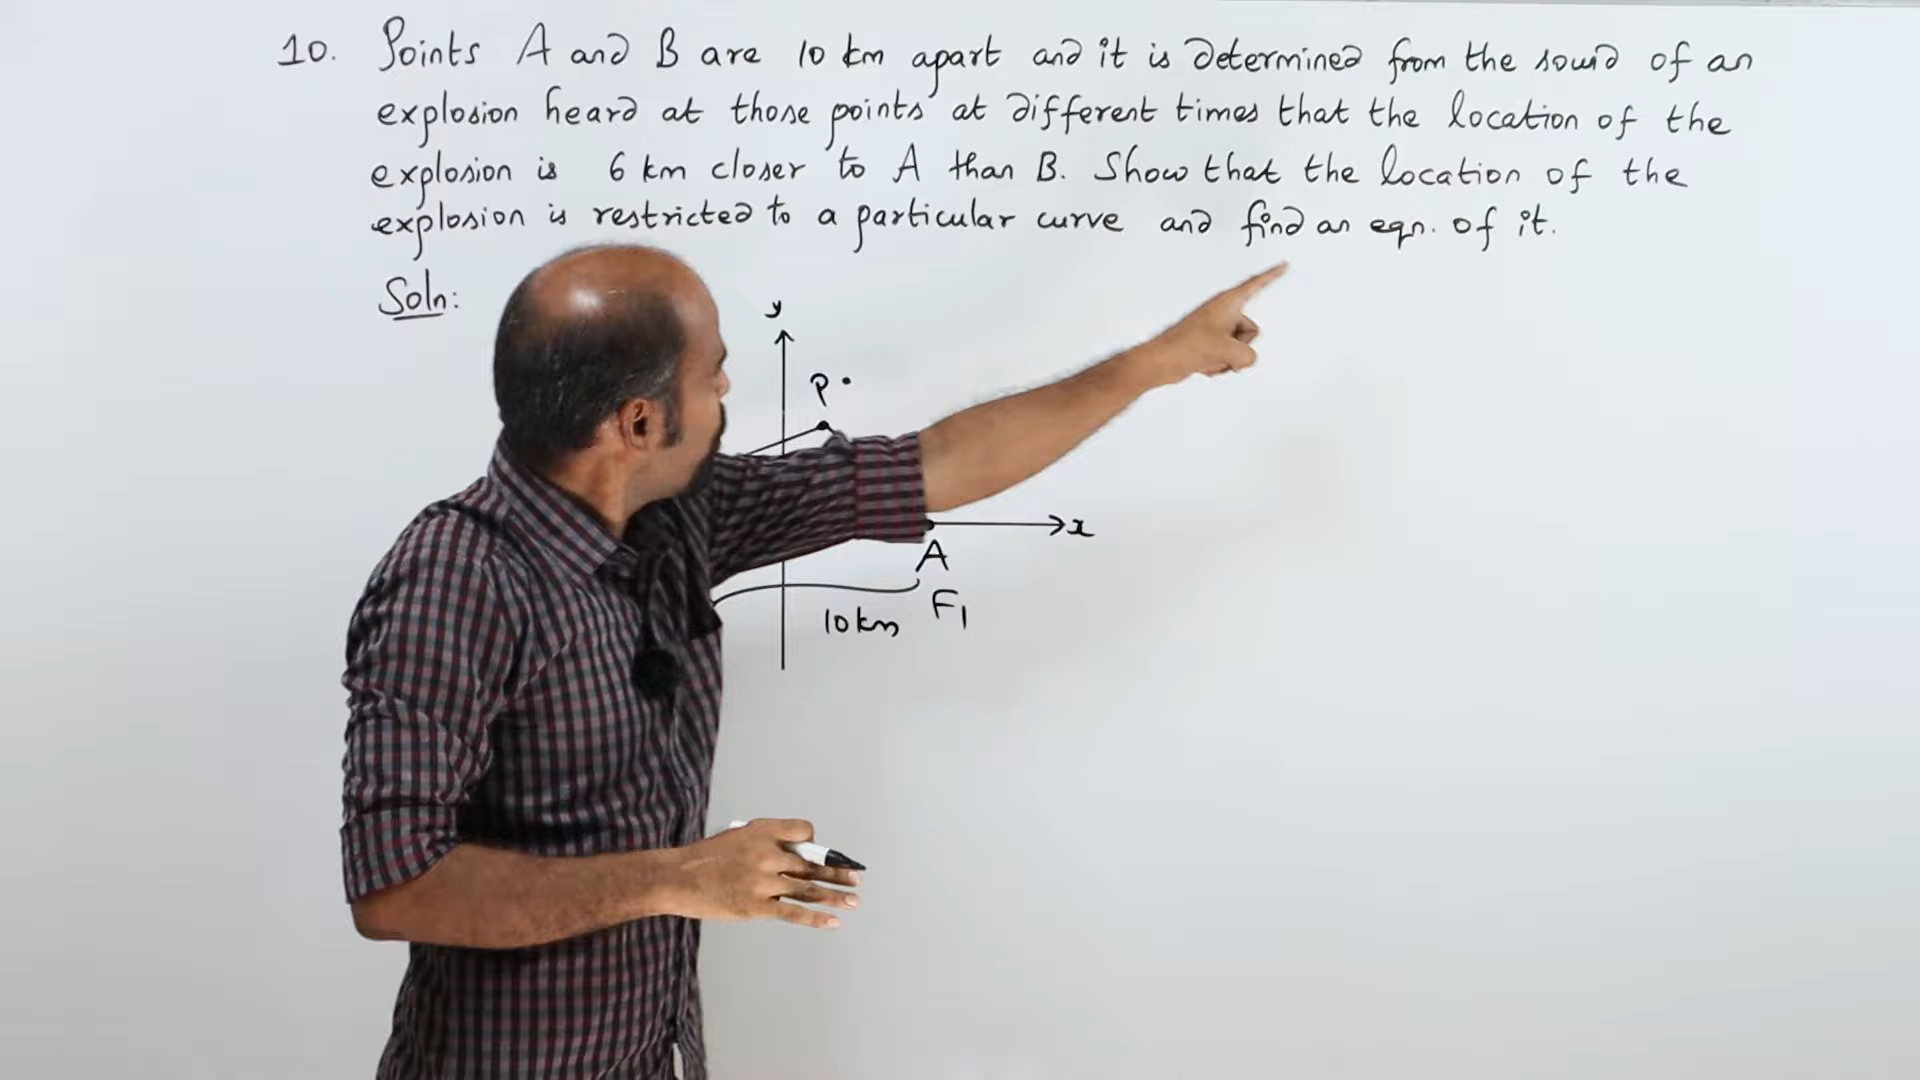 10. Points A and B are 10 km apart and it is determined from the sound of an
explosion heard at those points at different times that the location of the
explosion is 6 km closer to A than B. Show that the location of the
explosion is restricted to a particular curve and find an eqn. of it.
Soln:
y
P
x
A
F1
10km